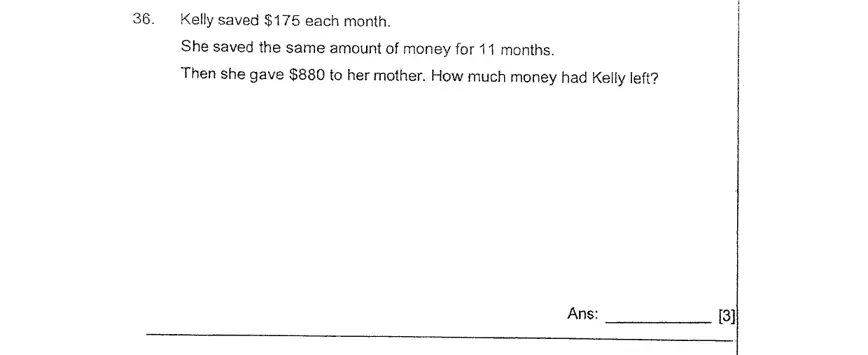 36. Kelly saved $175 each month.
She saved the same amount of money for 11 months.
Then she gave $880 to her mother. How much money had Kelly left?
Ans: ____________ [3]